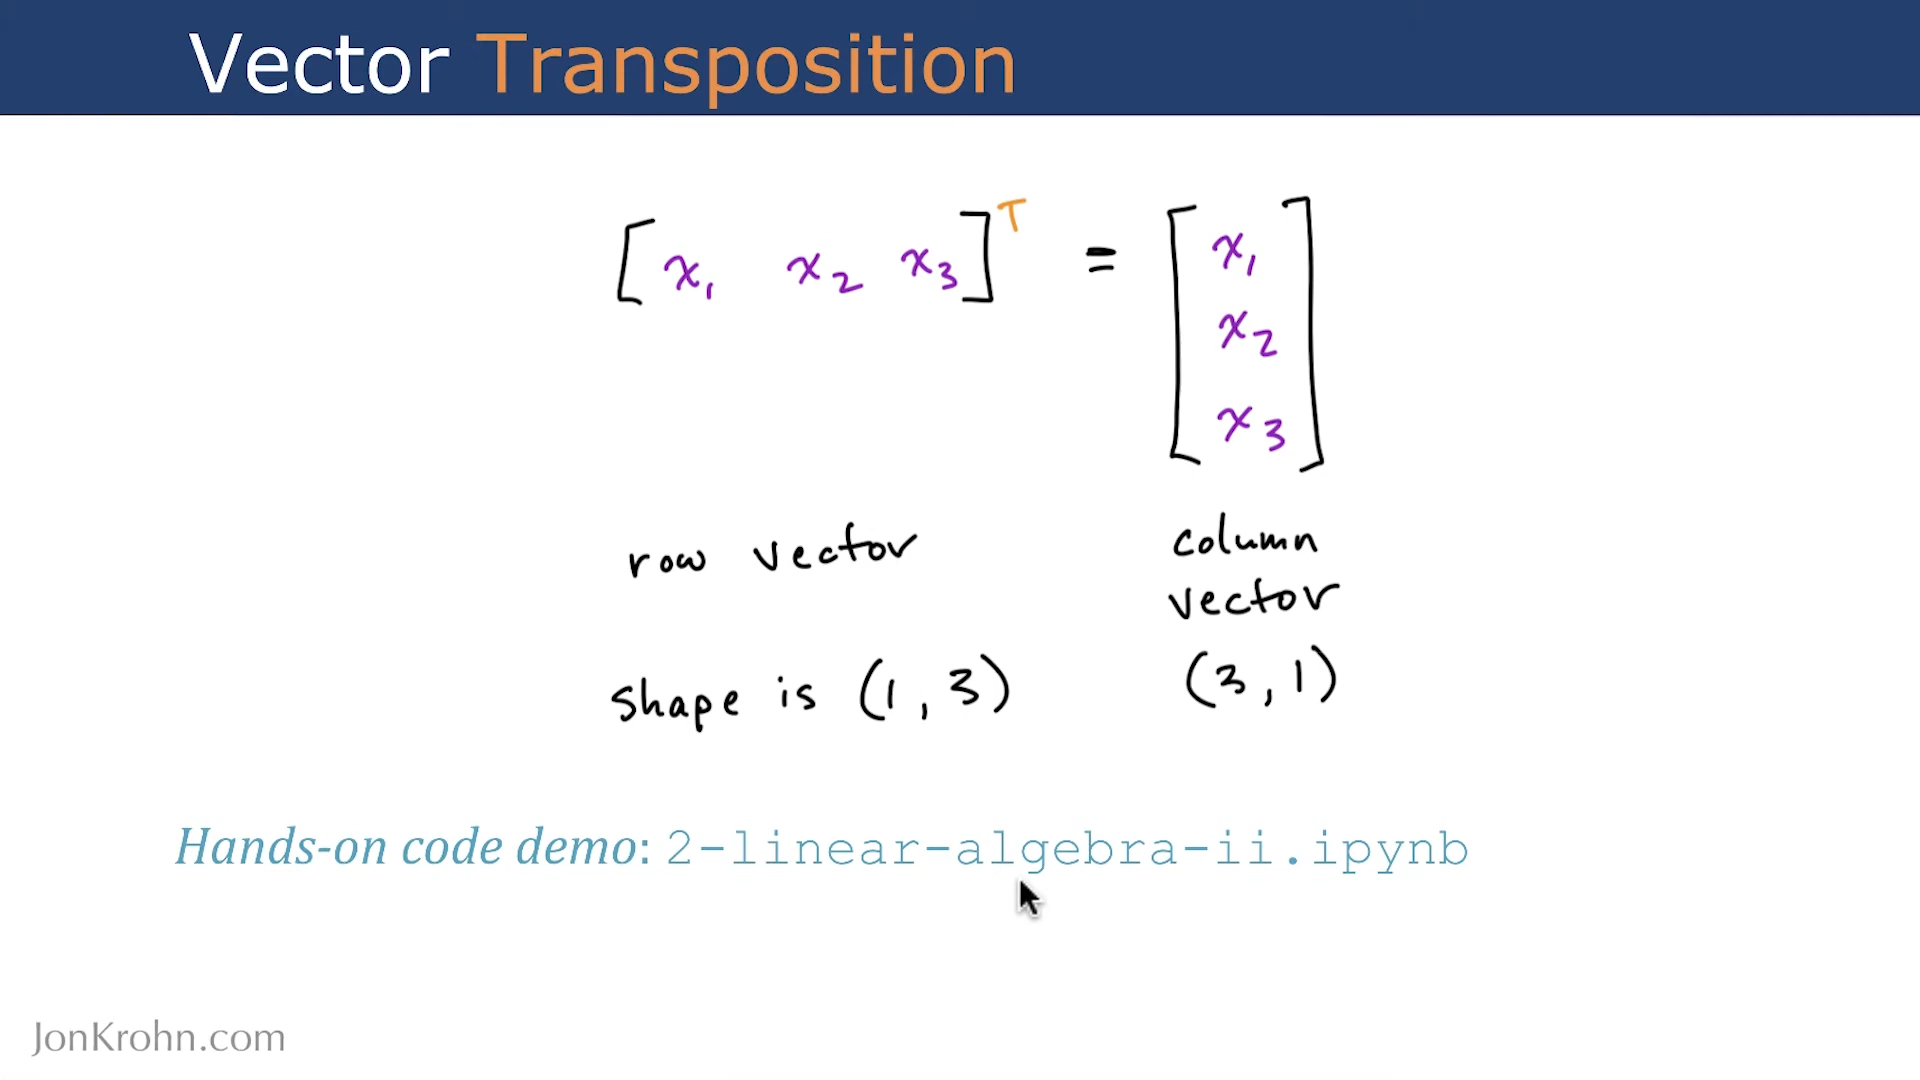 Vector Transposition
[x₁ x₂ x₃]ᵀ = [x₁
x₂
x₃]
row vector
column
vector
shape is (1, 3)
(3, 1)
Hands-on code demo: 2-linear-algebra-ii.ipynb
JonKrohn.com